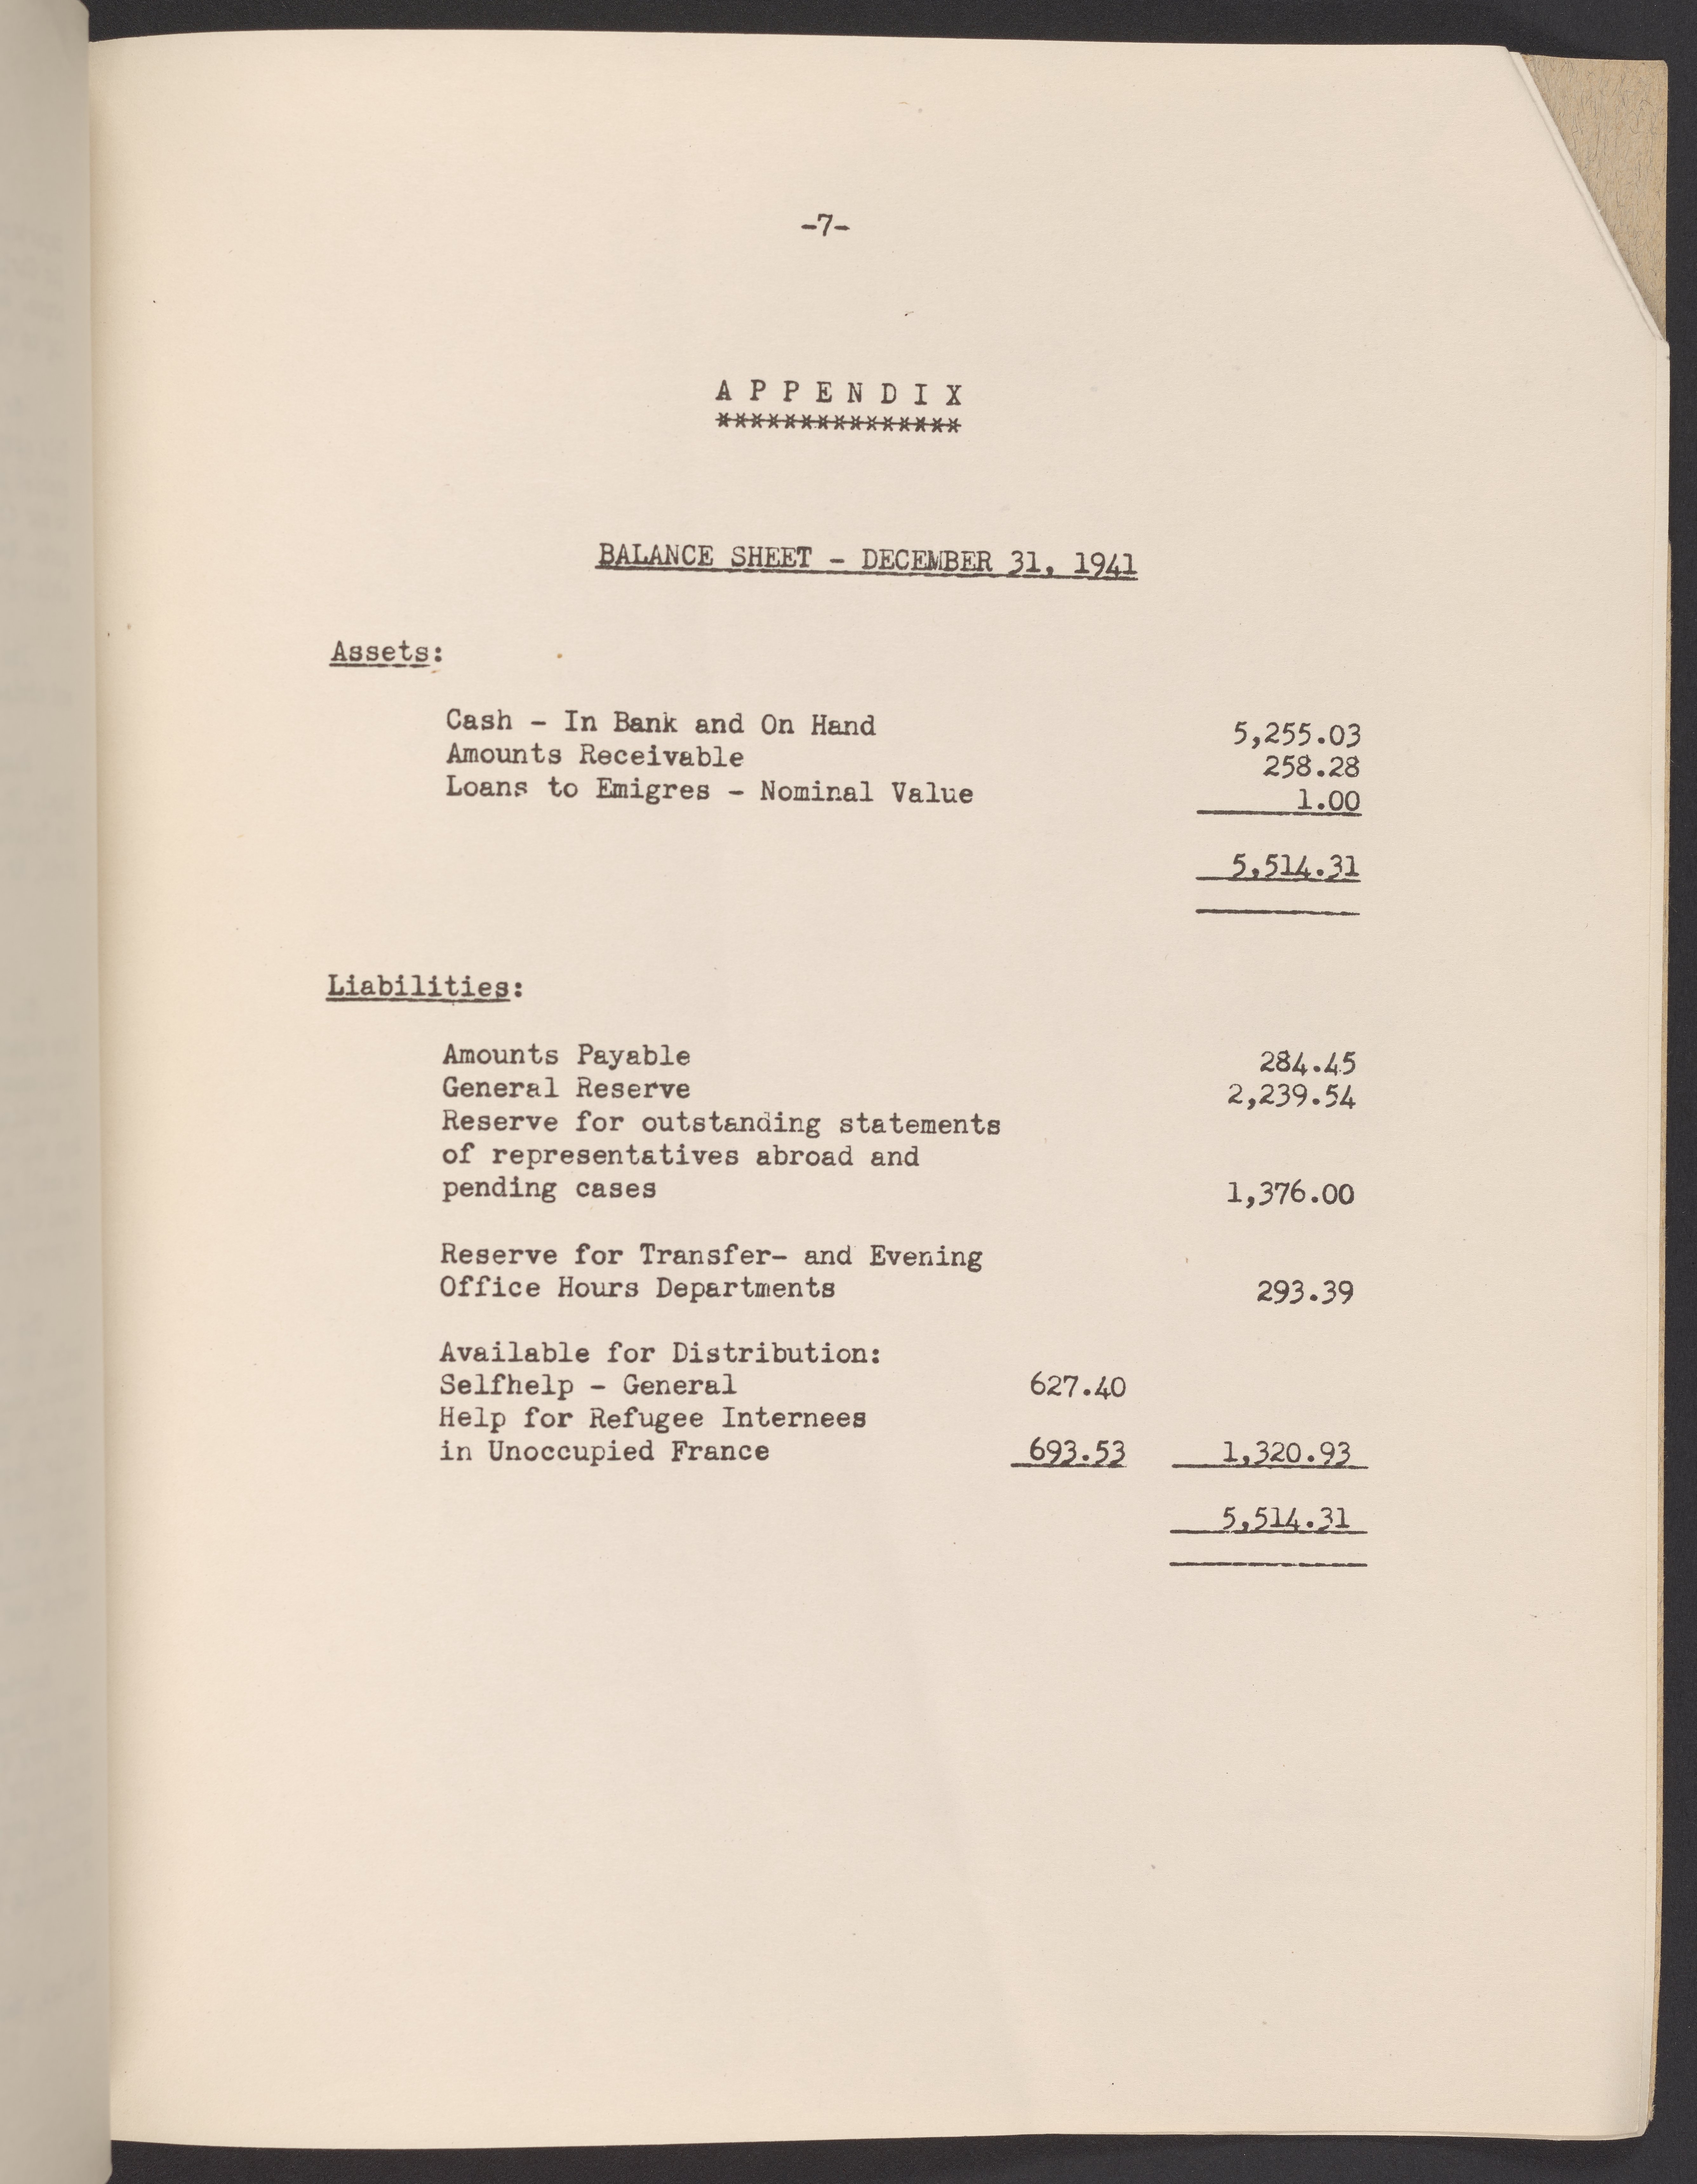 -7-
A P P E N D I X
***************
BALANCE SHEET - DECEMBER 31, 1941
Assets:
Cash - In Bank and On Hand 5,255.03
Amounts Receivable 258.28
Loans to Emigres - Nominal Value 1.00
5,514.31
Liabilities:
Amounts Payable 284.45
General Reserve 2,239.54
Reserve for outstanding statements
of representatives abroad and
pending cases 1,376.00
Reserve for Transfer- and Evening
Office Hours Departments 293.39
Available for Distribution:
Selfhelp - General 627.40
Help for Refugee Internees
in Unoccupied France 693.53 1,320.93
5,514.31